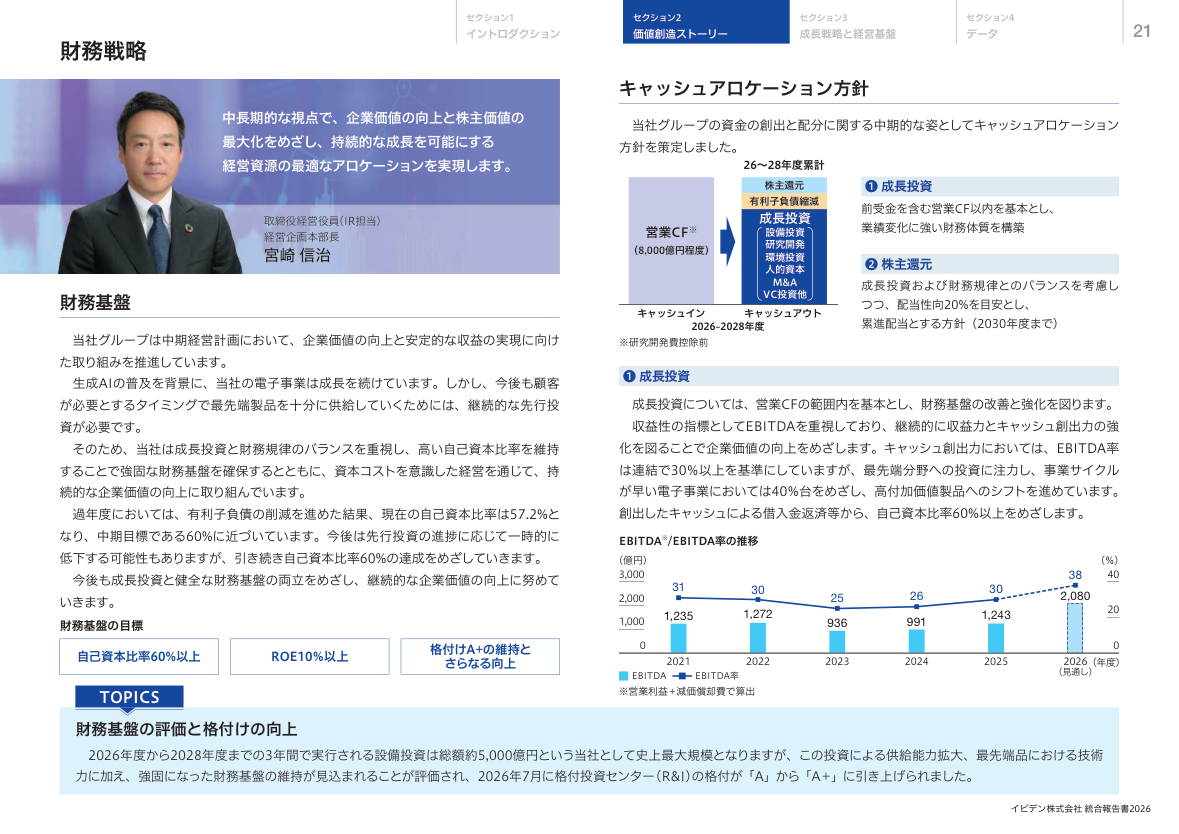 セクション1
イントロダクション
セクション2
価値創造ストーリー
セクション3
成長戦略と経営基盤
セクション4
データ
21
財務戦略
中長期的な視点で、企業価値の向上と株主価値の
最大化をめざし、持続的な成長を可能にする
経営資源の最適なアロケーションを実現します。
取締役経営役員（IR担当）
経営企画本部長
宮崎 信治
財務基盤
当社グループは中期経営計画において、企業価値の向上と安定的な収益の実現に向け
た取り組みを推進しています。
生成AIの普及を背景に、当社の電子事業は成長を続けています。しかし、今後も顧客
が必要とするタイミングで最先端製品を十分に供給していくためには、継続的な先行投
資が必要です。
そのため、当社は成長投資と財務規律のバランスを重視し、高い自己資本比率を維持
することで強固な財務基盤を確保するとともに、資本コストを意識した経営を通じて、持
続的な企業価値の向上に取り組んでいます。
過年度においては、有利子負債の削減を進めた結果、現在の自己資本比率は57.2%と
なり、中期目標である60%に近づいています。今後は先行投資の進捗に応じて一時的に
低下する可能性もありますが、引き続き自己資本比率60%の達成をめざしていきます。
今後も成長投資と健全な財務基盤の両立をめざし、継続的な企業価値の向上に努めて
いきます。
財務基盤の目標
自己資本比率60%以上
ROE10%以上
格付けA+の維持と
さらなる向上
キャッシュアロケーション方針
当社グループの資金の創出と配分に関する中期的な姿としてキャッシュアロケーション
方針を策定しました。
26～28年度累計
営業CF※
（8,000億円程度）
株主還元
有利子負債縮減
成長投資
設備投資
研究開発
環境投資
人的資本
M&A
VC投資他
キャッシュイン
キャッシュアウト
2026–2028年度
※研究開発費控除前
❶ 成長投資
前受金を含む営業CF以内を基本とし、
業績変化に強い財務体質を構築
❷ 株主還元
成長投資および財務規律とのバランスを考慮し
つつ、配当性向20%を目安とし、
累進配当とする方針（2030年度まで）
❶ 成長投資
成長投資については、営業CFの範囲内を基本とし、財務基盤の改善と強化を図ります。
収益性の指標としてEBITDAを重視しており、継続的に収益力とキャッシュ創出力の強
化を図ることで企業価値の向上をめざします。キャッシュ創出力においては、EBITDA率
は連結で30%以上を基準にしていますが、最先端分野への投資に注力し、事業サイクル
が早い電子事業においては40%台をめざし、高付加価値製品へのシフトを進めています。
創出したキャッシュによる借入金返済等から、自己資本比率60%以上をめざします。
EBITDA※/EBITDA率の推移
（億円）
（%）
3,000
2,000
1,000
0
40
20
0
31
30
25
26
30
38
1,235
1,272
936
991
1,243
2,080
2021
2022
2023
2024
2025
2026
（見通し）
（年度）
EBITDA
EBITDA率
※営業利益＋減価償却費で算出
TOPICS
財務基盤の評価と格付けの向上
2026年度から2028年度までの3年間で実行される設備投資は総額約5,000億円という当社として史上最大規模となりますが、この投資による供給能力拡大、最先端品における技術
力に加え、強固になった財務基盤の維持が見込まれることが評価され、2026年7月に格付投資センター（R&I）の格付が「A」から「A+」に引き上げられました。
イビデン株式会社 統合報告書2026